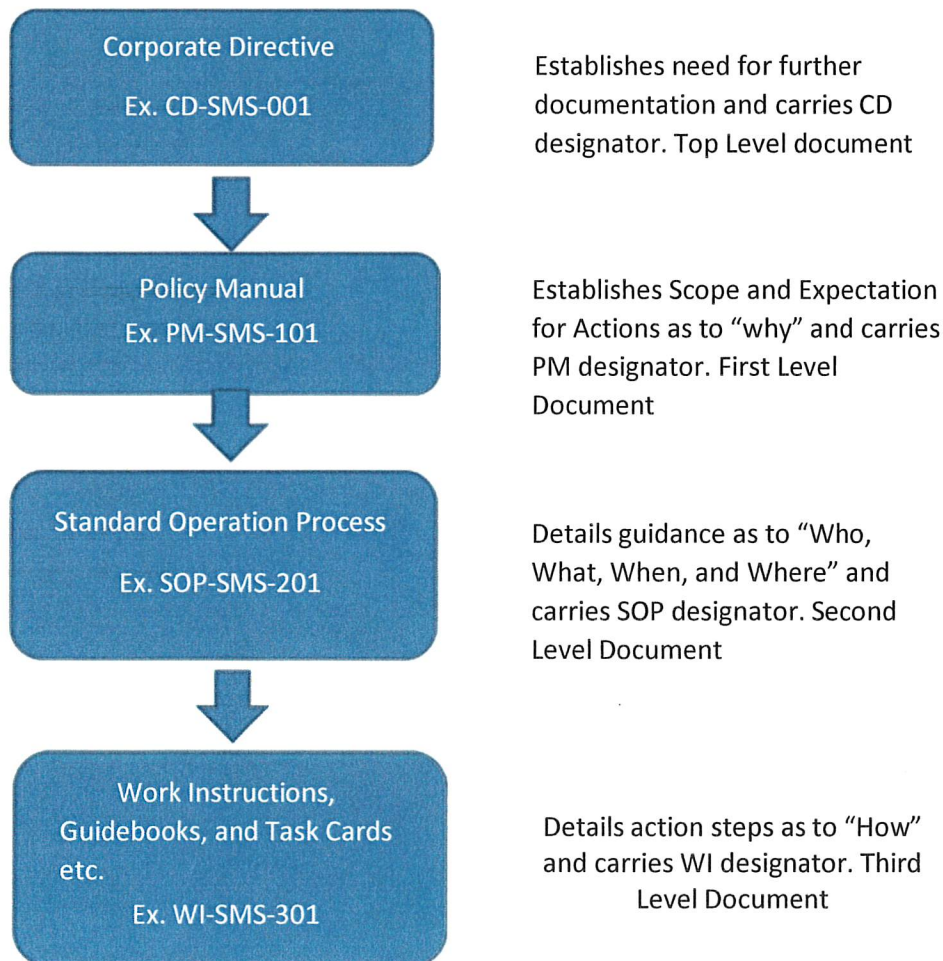 Corporate Directive
Ex. CD-SMS-001
Establishes need for further
documentation and carries CD
designator. Top Level document
Policy Manual
Ex. PM-SMS-101
Establishes Scope and Expectation
for Actions as to “why” and carries
PM designator. First Level
Document
Standard Operation Process
Ex. SOP-SMS-201
Details guidance as to “Who,
What, When, and Where” and
carries SOP designator. Second
Level Document
Work Instructions,
Guidebooks, and Task Cards
etc.
Ex. WI-SMS-301
Details action steps as to “How”
and carries WI designator. Third
Level Document